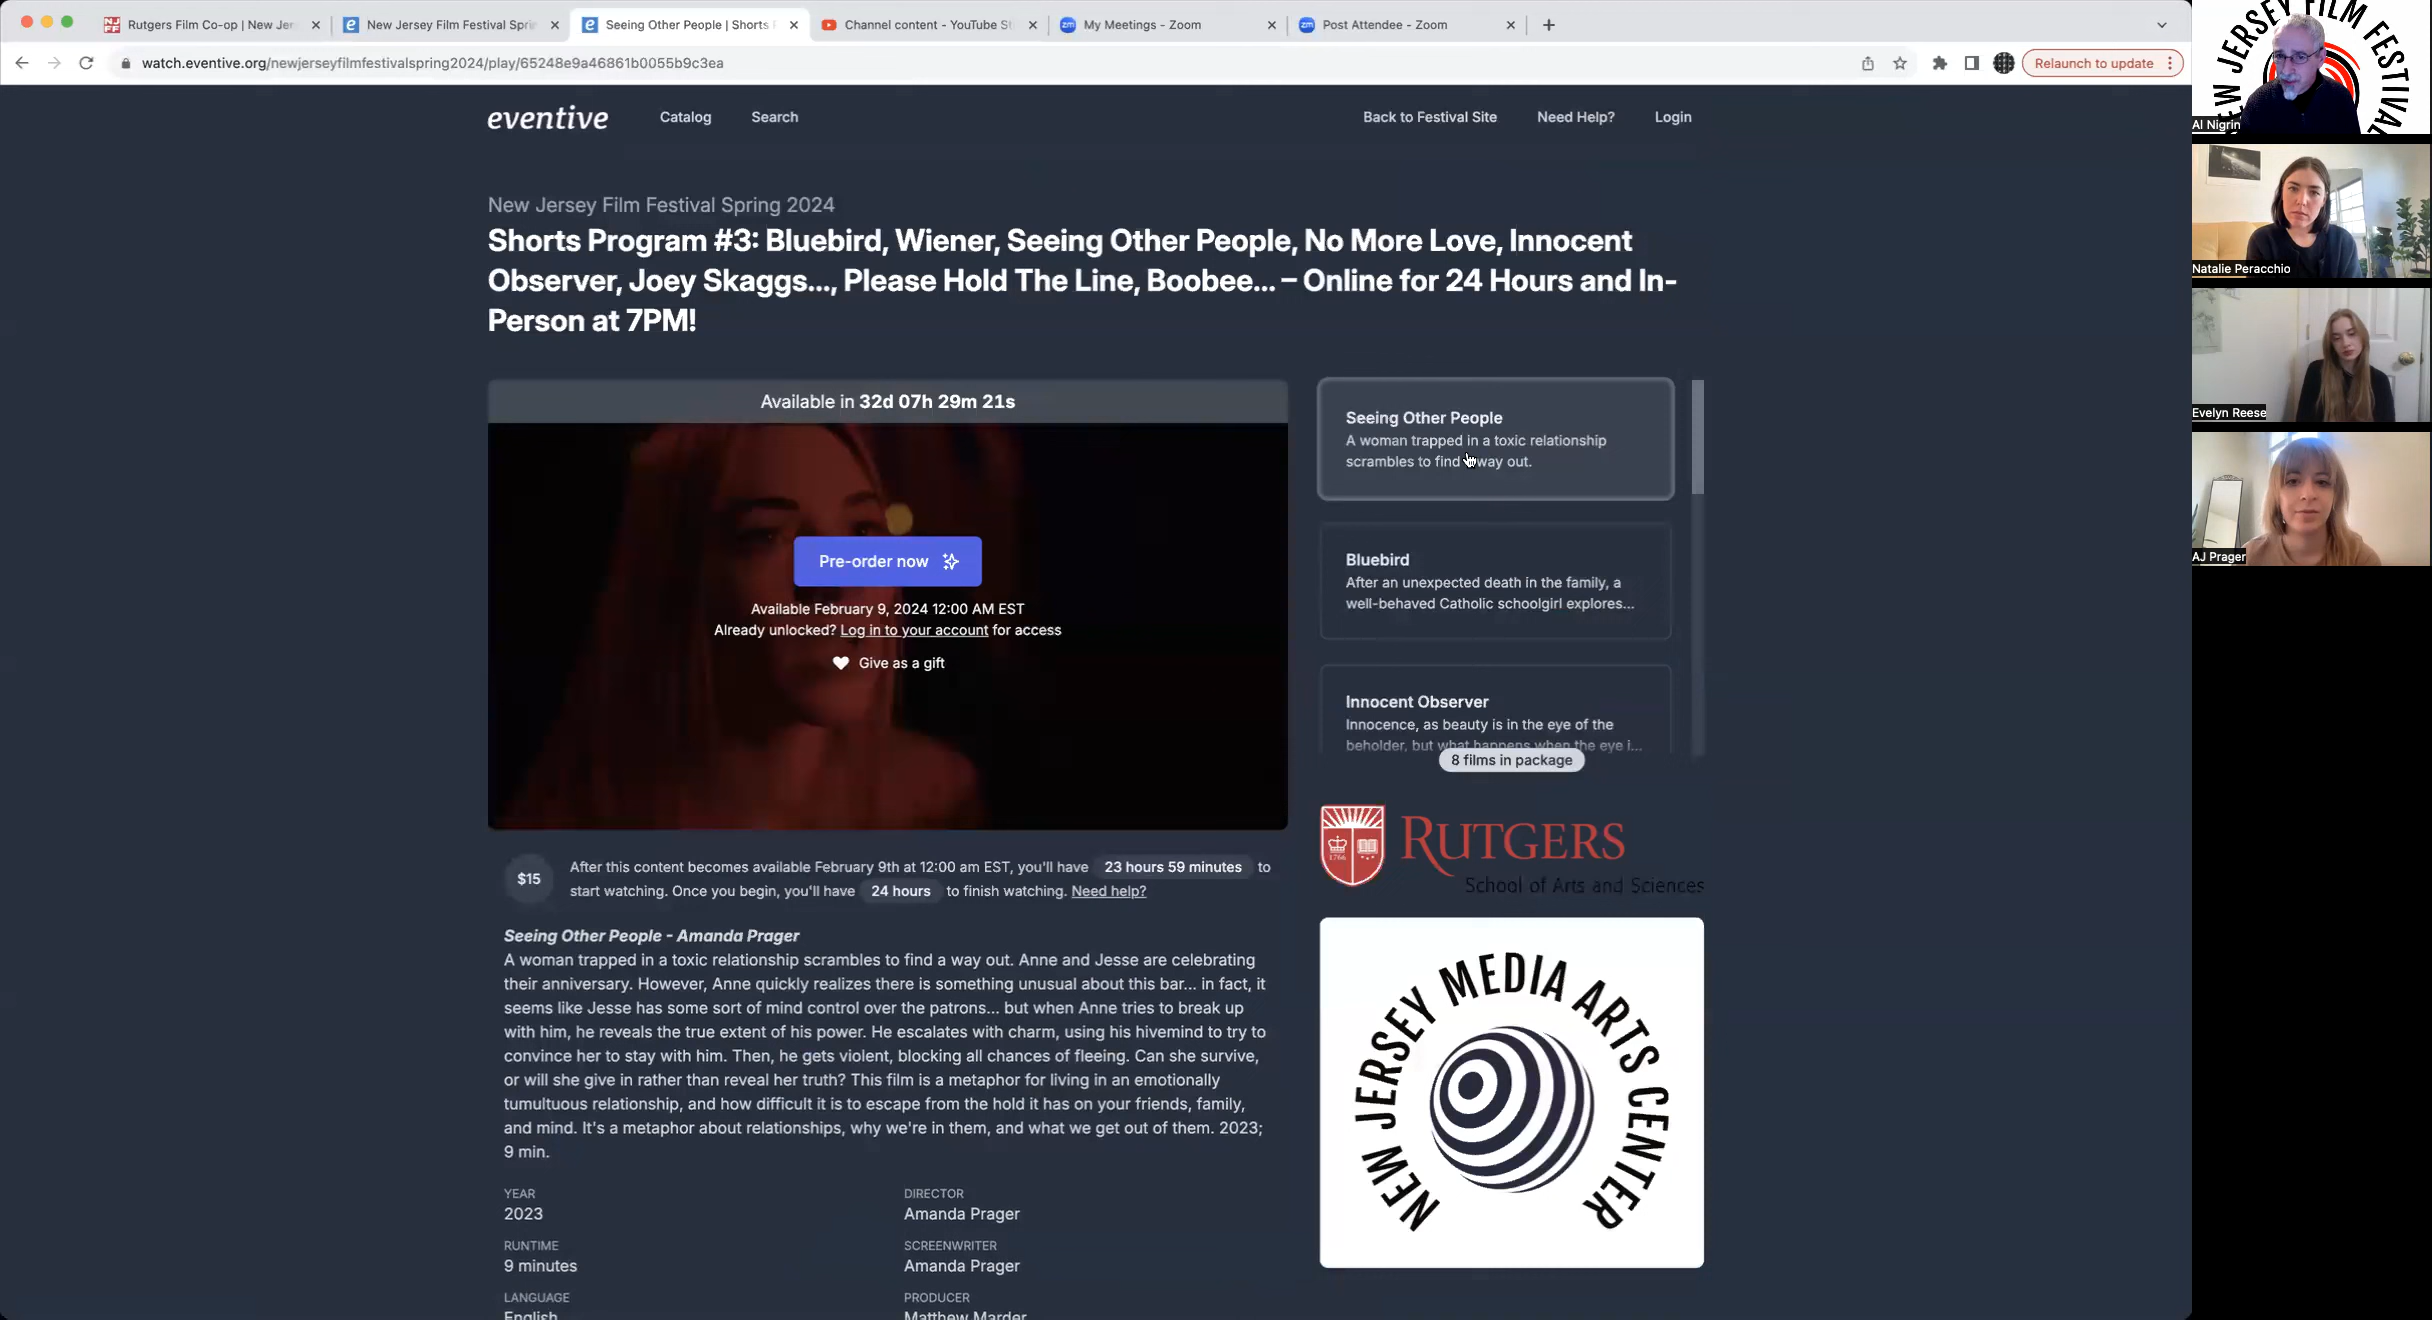 Rutgers Film Co-op | New Jer
New Jersey Film Festival Spri
Seeing Other People | Shorts
Channel content - YouTube St
My Meetings - Zoom
Post Attendee - Zoom
watch.eventive.org/newjerseyfilmfestivalspring2024/play/65248e9a46861b0055b9c3ea
Relaunch to update
eventive
Catalog
Search
Back to Festival Site
Need Help?
Login
New Jersey Film Festival Spring 2024
Shorts Program #3: Bluebird, Wiener, Seeing Other People, No More Love, Innocent
Observer, Joey Skaggs..., Please Hold The Line, Boobee... – Online for 24 Hours and In-
Person at 7PM!
Available in 32d 07h 29m 21s
Pre-order now
Available February 9, 2024 12:00 AM EST
Already unlocked? Log in to your account for access
Give as a gift
Seeing Other People
A woman trapped in a toxic relationship
scrambles to find way out.
Bluebird
After an unexpected death in the family, a
well-behaved Catholic schoolgirl explores...
Innocent Observer
Innocence, as beauty is in the eye of the
beholder, but what happens when the eye i...
8 films in package
1766
RUTGERS
School of Arts and Sciences
NEW JERSEY MEDIA ARTS CENTER
$15
After this content becomes available February 9th at 12:00 am EST, you'll have 23 hours 59 minutes to
start watching. Once you begin, you'll have 24 hours to finish watching. Need help?
Seeing Other People - Amanda Prager
A woman trapped in a toxic relationship scrambles to find a way out. Anne and Jesse are celebrating
their anniversary. However, Anne quickly realizes there is something unusual about this bar... in fact, it
seems like Jesse has some sort of mind control over the patrons... but when Anne tries to break up
with him, he reveals the true extent of his power. He escalates with charm, using his hivemind to try to
convince her to stay with him. Then, he gets violent, blocking all chances of fleeing. Can she survive,
or will she give in rather than reveal her truth? This film is a metaphor for living in an emotionally
tumultuous relationship, and how difficult it is to escape from the hold it has on your friends, family,
and mind. It's a metaphor about relationships, why we're in them, and what we get out of them. 2023;
9 min.
YEAR
2023
DIRECTOR
Amanda Prager
RUNTIME
9 minutes
SCREENWRITER
Amanda Prager
LANGUAGE
English
PRODUCER
Matthew Marder
JERSEY FILM FESTIVAL
Al Nigrin
Natalie Peracchio
Evelyn Reese
AJ Prager